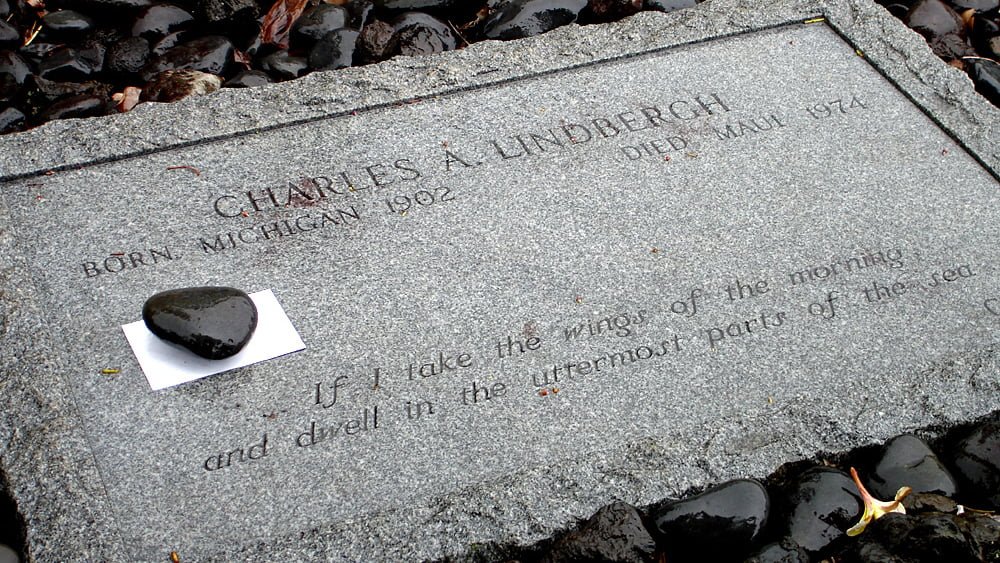 CHARLES A. LINDBERGH
BORN. MICHIGAN 1902 DIED. MAUI 1974
... If I take the wings of the morning
and dwell in the uttermost parts of the sea